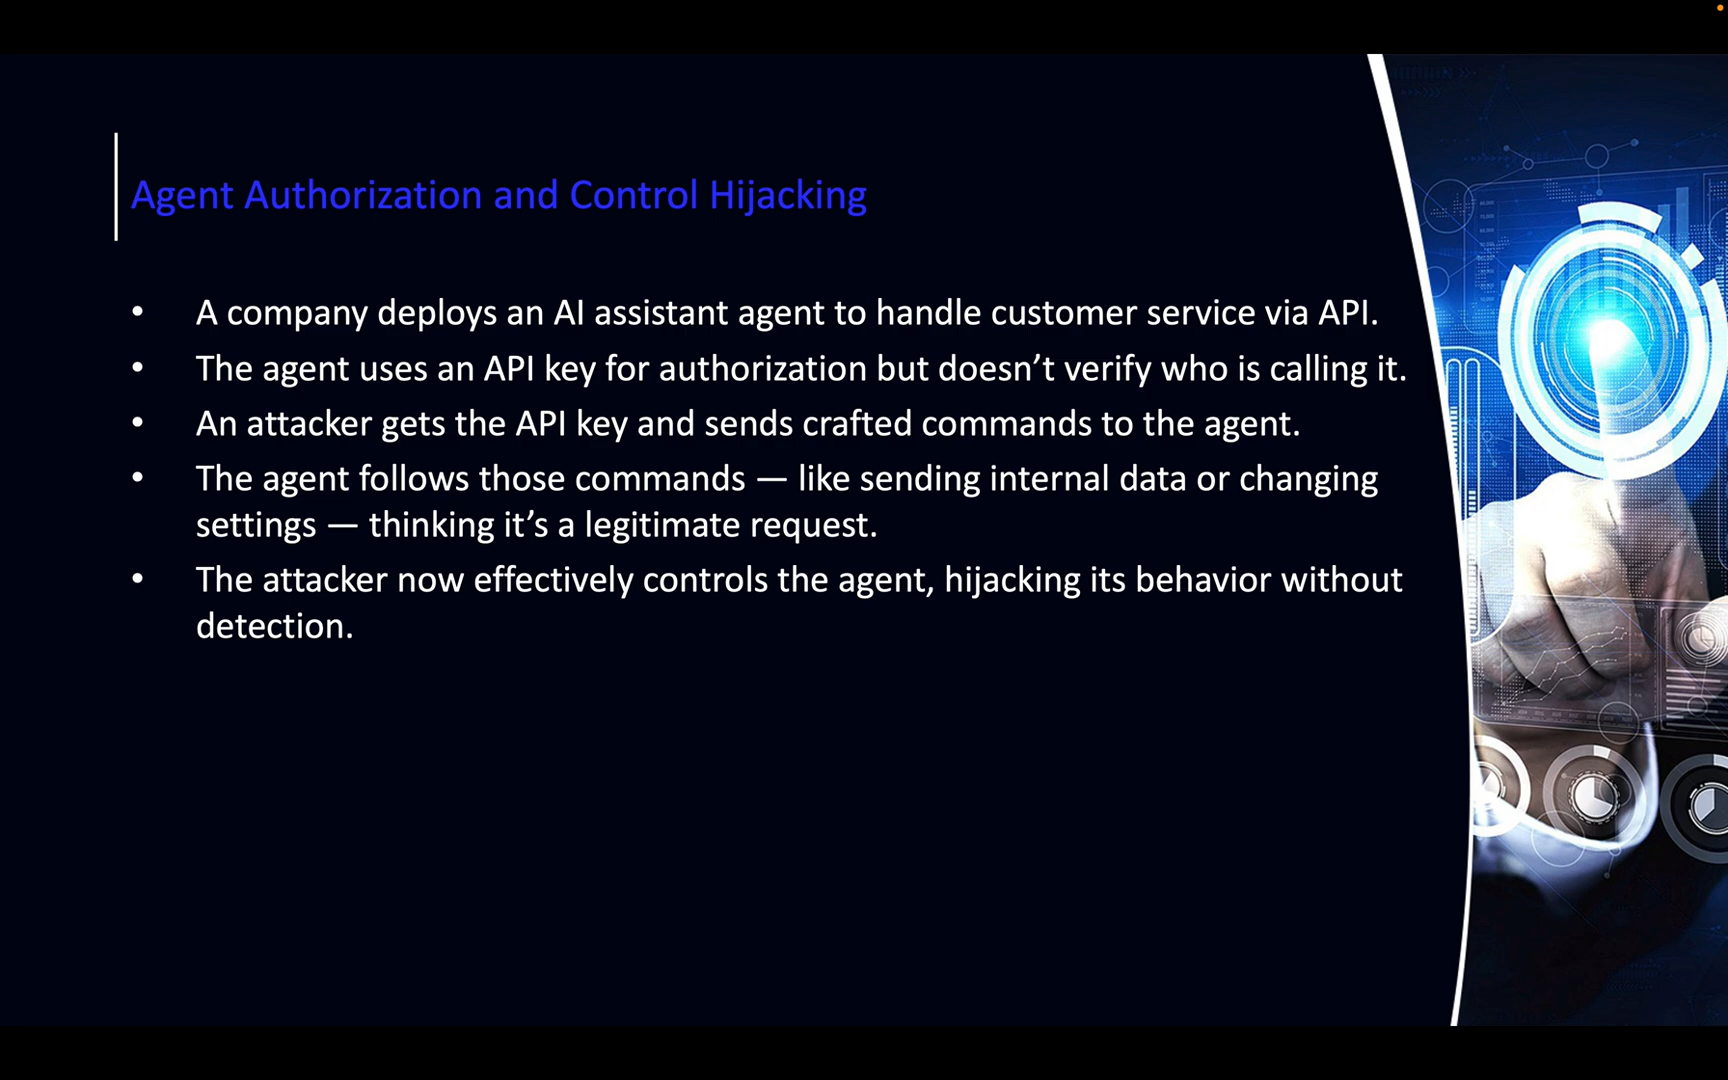 Agent Authorization and Control Hijacking
• A company deploys an AI assistant agent to handle customer service via API.
• The agent uses an API key for authorization but doesn’t verify who is calling it.
• An attacker gets the API key and sends crafted commands to the agent.
• The agent follows those commands — like sending internal data or changing
settings — thinking it’s a legitimate request.
• The attacker now effectively controls the agent, hijacking its behavior without
detection.